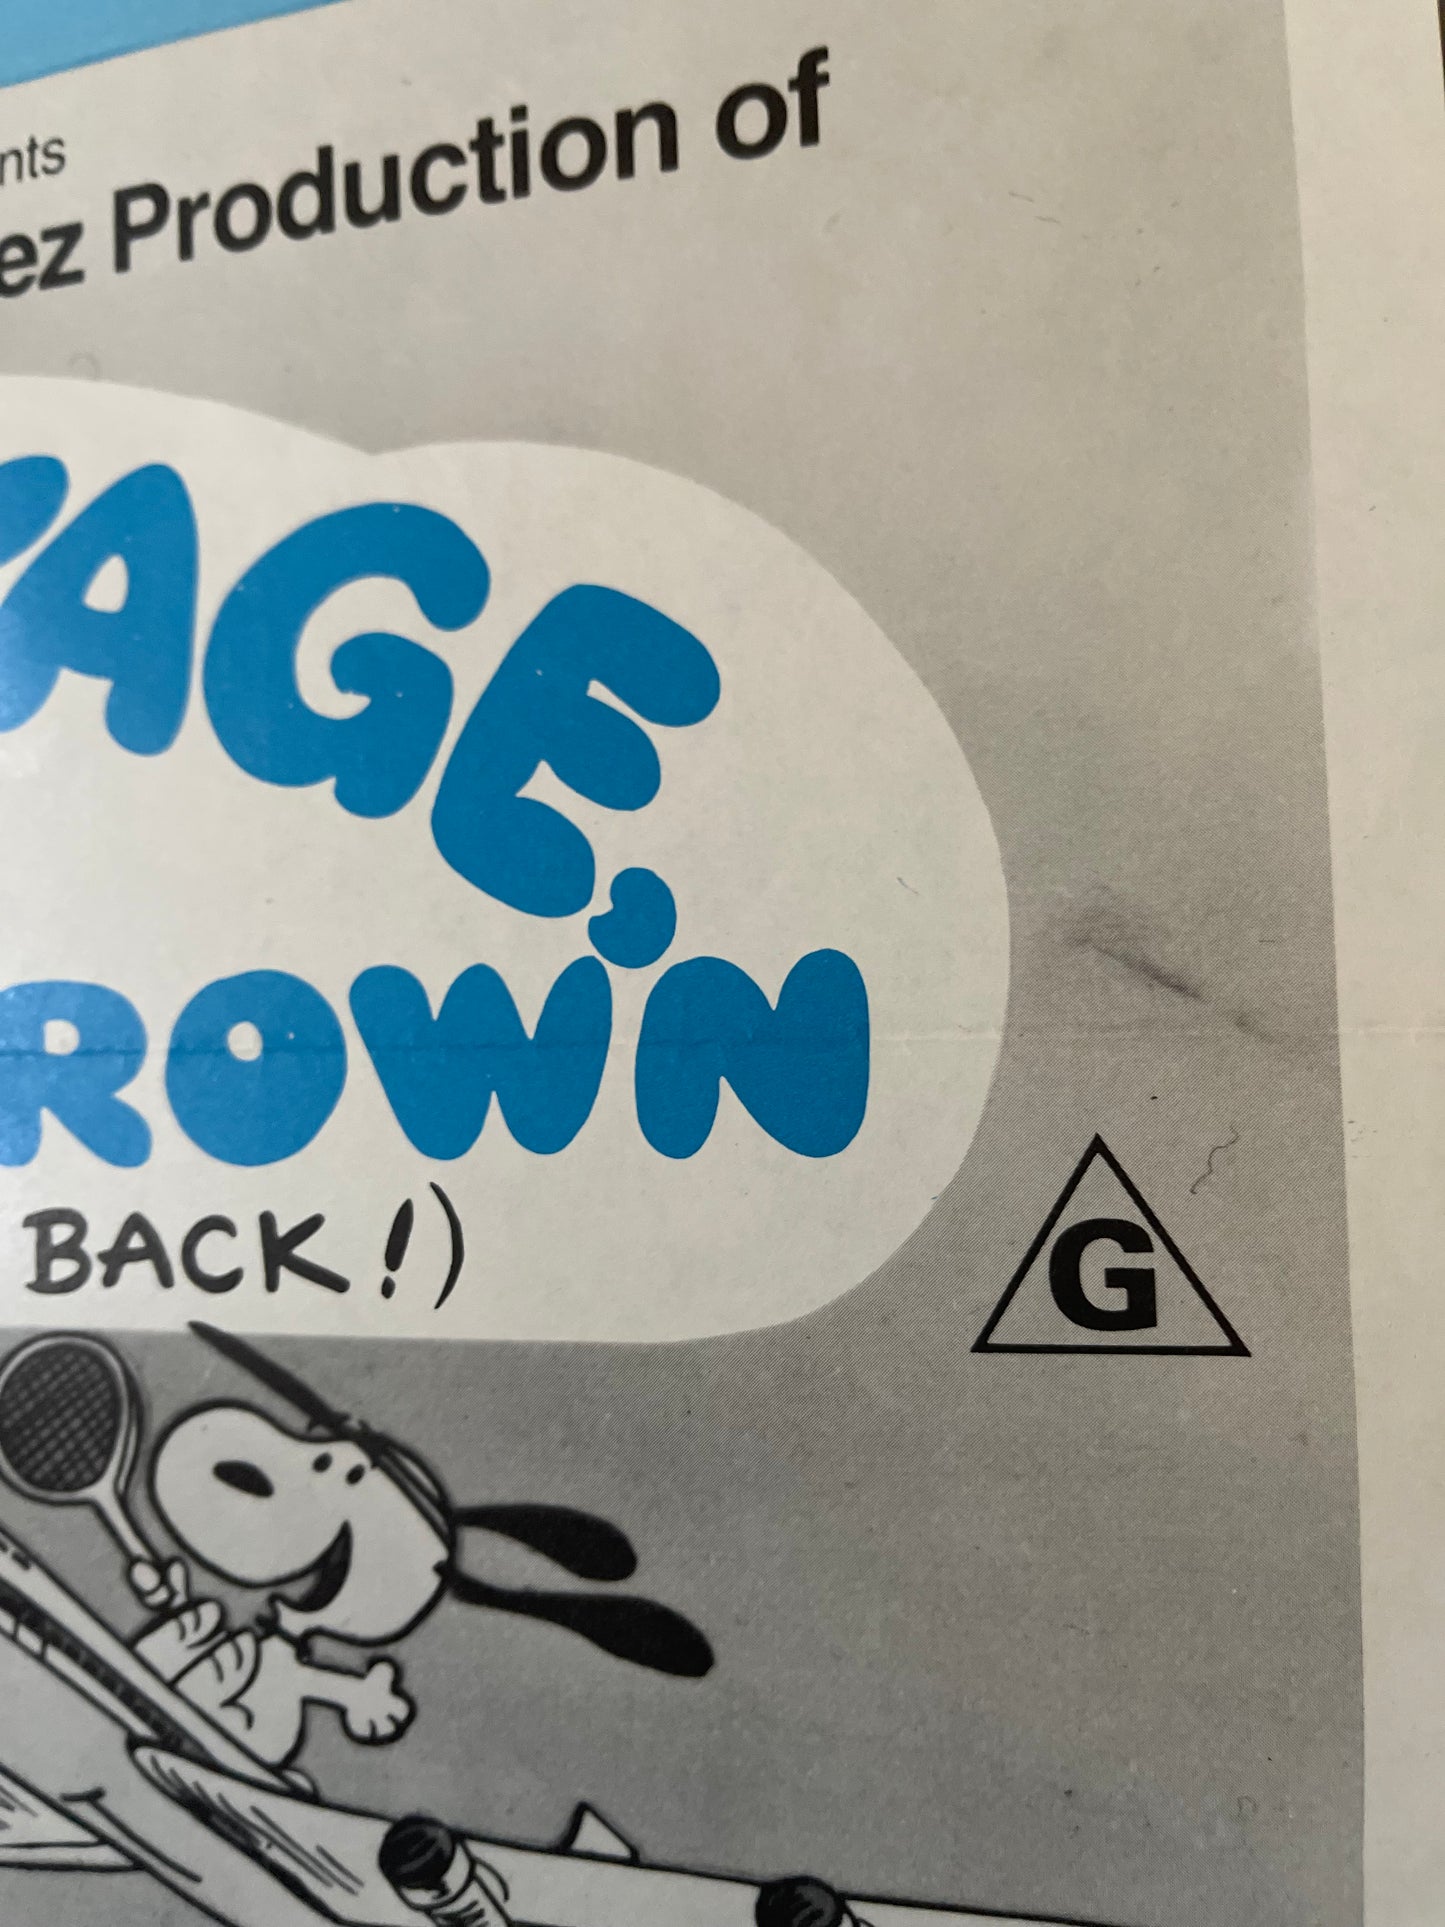 nts
ez Production of
AGE,
ROWN
BACK!)
G